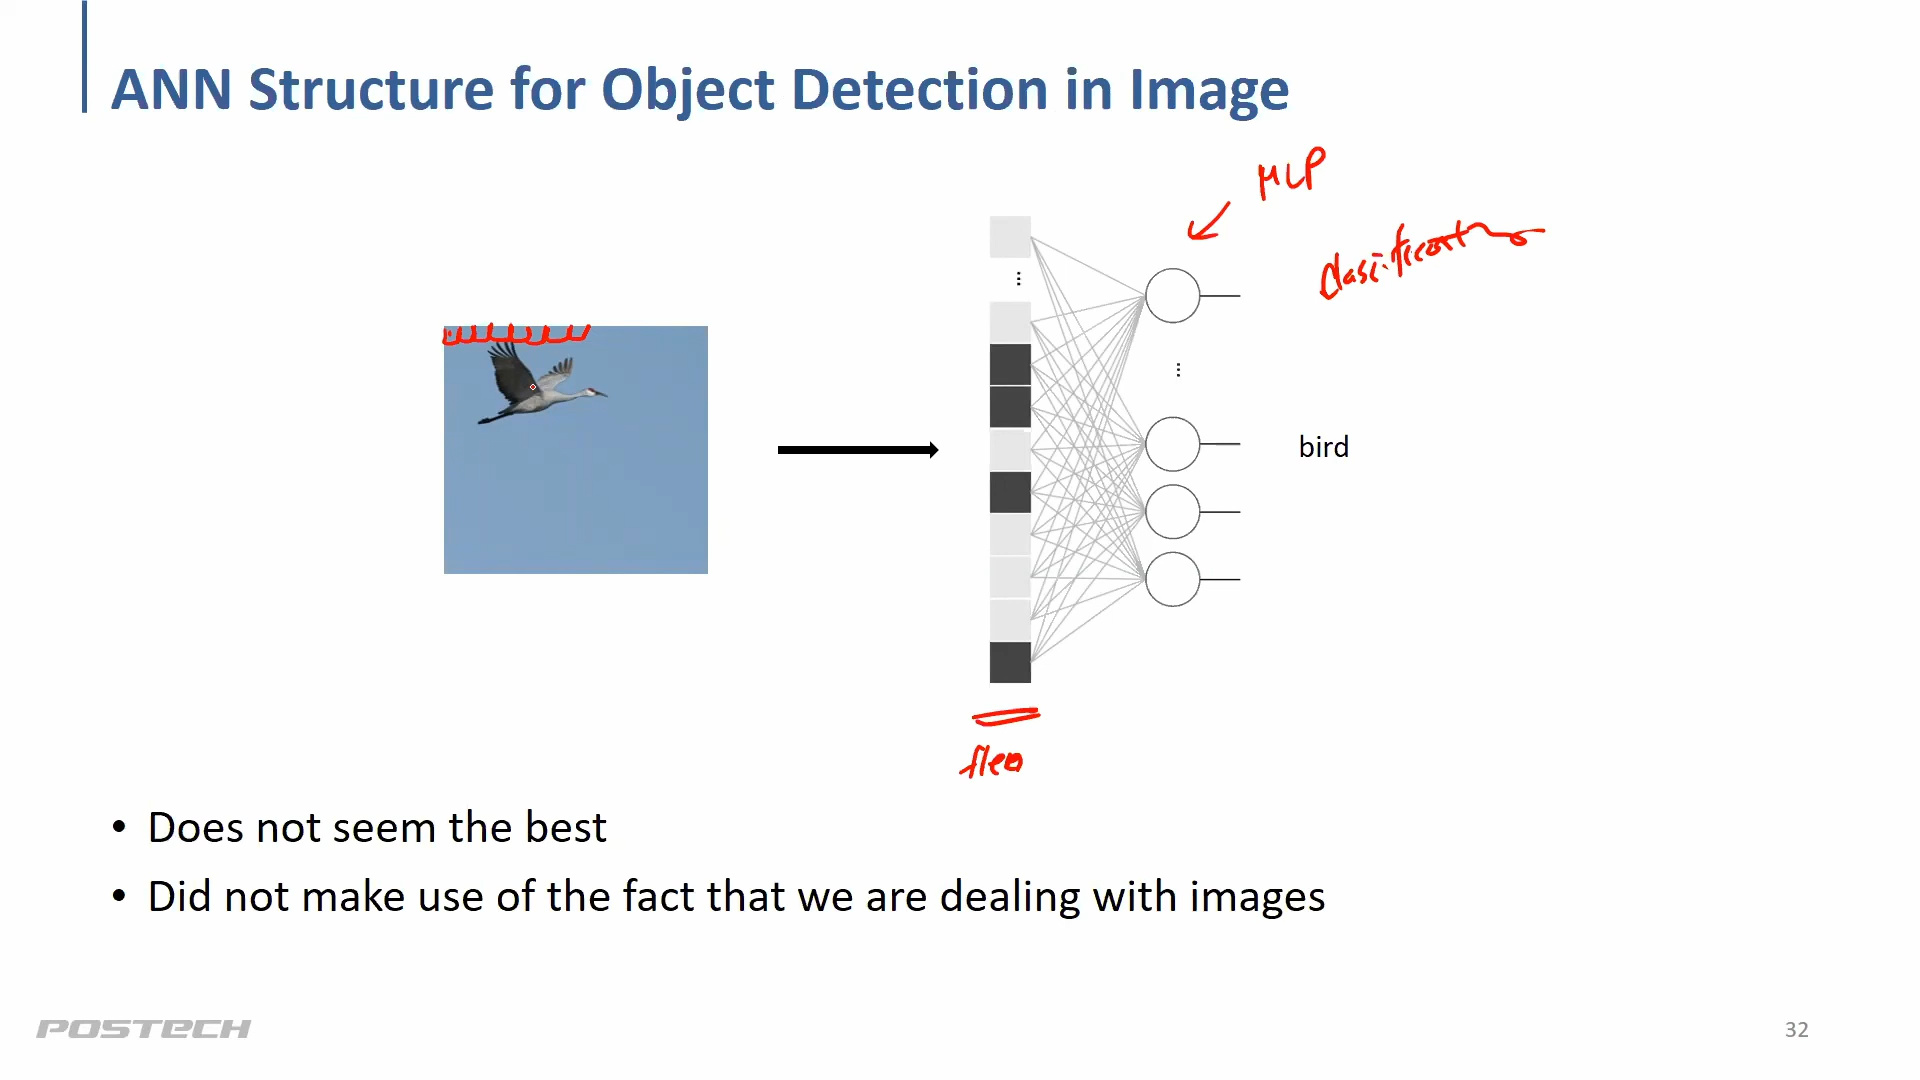 ANN Structure for Object Detection in Image
MLP
bird
• Does not seem the best
• Did not make use of the fact that we are dealing with images
POSTECH
32